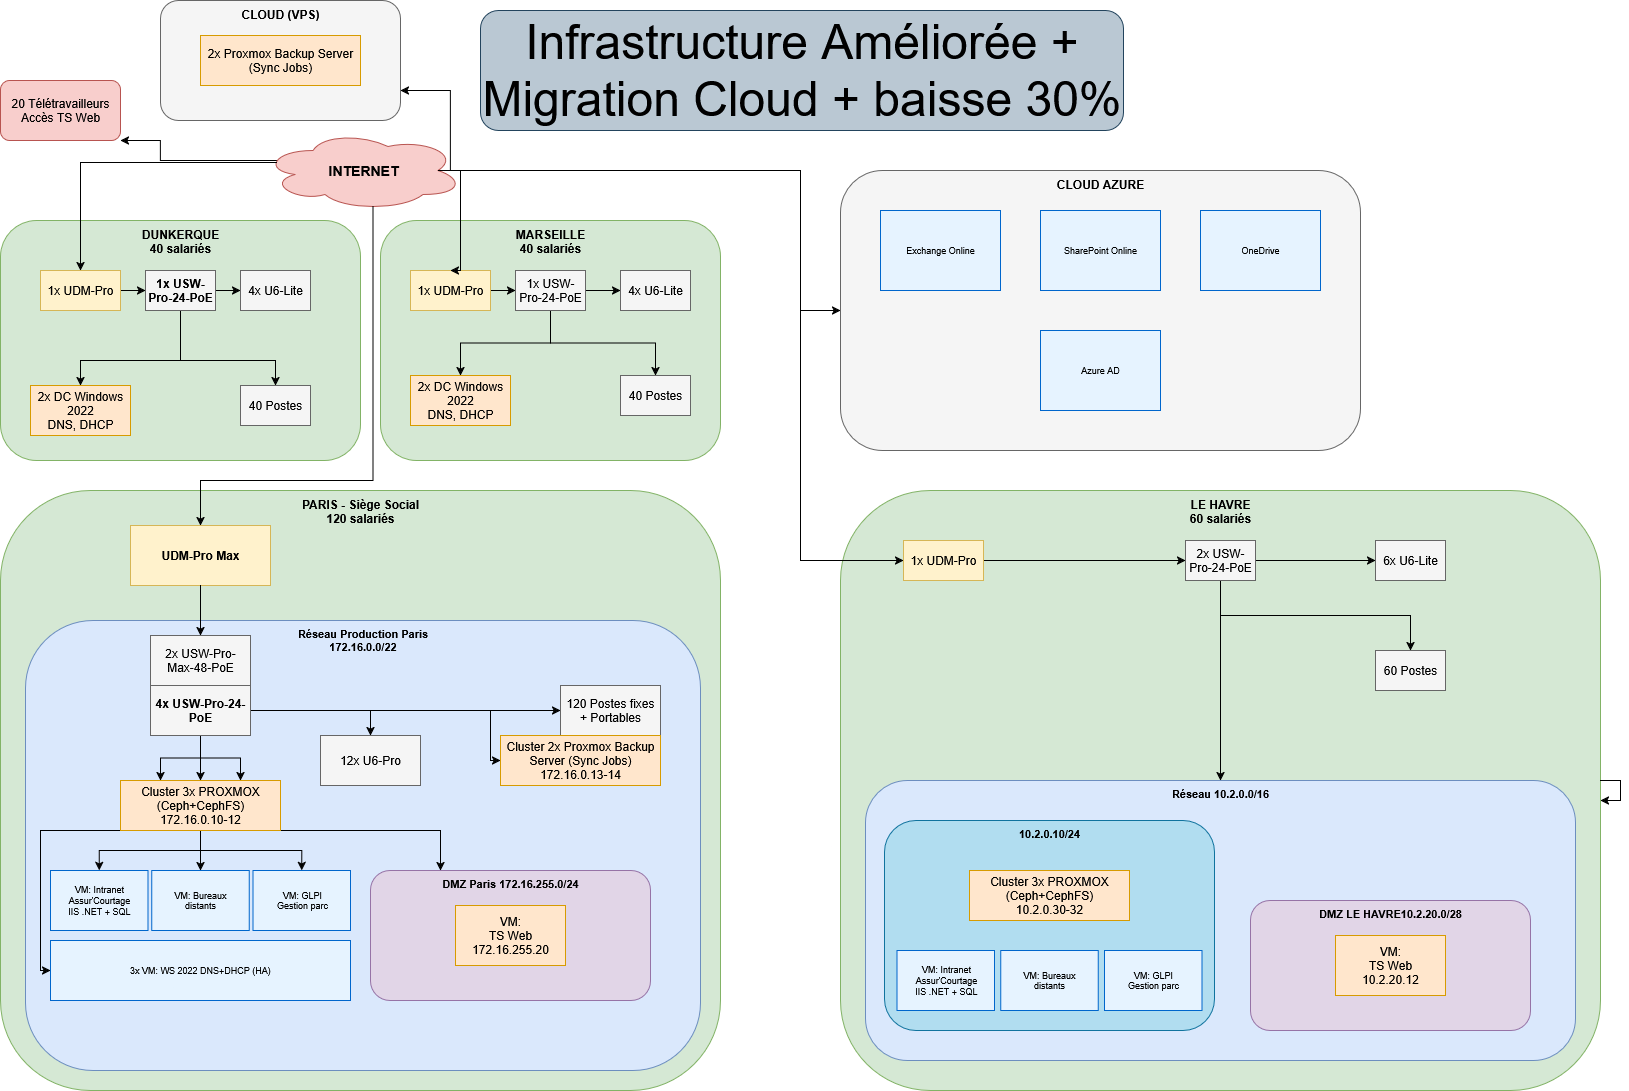 CLOUD (VPS)
2x Proxmox Backup Server
(Sync Jobs)
Infrastructure Améliorée +
Migration Cloud + baisse 30%
20 Télétravailleurs
Accès TS Web
INTERNET
CLOUD AZURE
Exchange Online
SharePoint Online
OneDrive
Azure AD
DUNKERQUE
40 salariés
1x UDM-Pro
1x USW-
Pro-24-PoE
4x U6-Lite
2x DC Windows
2022
DNS, DHCP
40 Postes
MARSEILLE
40 salariés
1x UDM-Pro
1x USW-
Pro-24-PoE
4x U6-Lite
2x DC Windows
2022
DNS, DHCP
40 Postes
PARIS - Siège Social
120 salariés
UDM-Pro Max
Réseau Production Paris
172.16.0.0/22
2x USW-Pro-
Max-48-PoE
4x USW-Pro-24-
PoE
12x U6-Pro
120 Postes fixes
+ Portables
Cluster 2x Proxmox Backup
Server (Sync Jobs)
172.16.0.13-14
Cluster 3x PROXMOX
(Ceph+CephFS)
172.16.0.10-12
VM: Intranet
Assur'Courtage
IIS .NET + SQL
VM: Bureaux
distants
VM: GLPI
Gestion parc
3x VM: WS 2022 DNS+DHCP (HA)
DMZ Paris 172.16.255.0/24
VM:
TS Web
172.16.255.20
LE HAVRE
60 salariés
1x UDM-Pro
2x USW-
Pro-24-PoE
6x U6-Lite
60 Postes
Réseau 10.2.0.0/16
10.2.0.10/24
Cluster 3x PROXMOX
(Ceph+CephFS)
10.2.0.30-32
VM: Intranet
Assur'Courtage
IIS .NET + SQL
VM: Bureaux
distants
VM: GLPI
Gestion parc
DMZ LE HAVRE10.2.20.0/28
VM:
TS Web
10.2.20.12